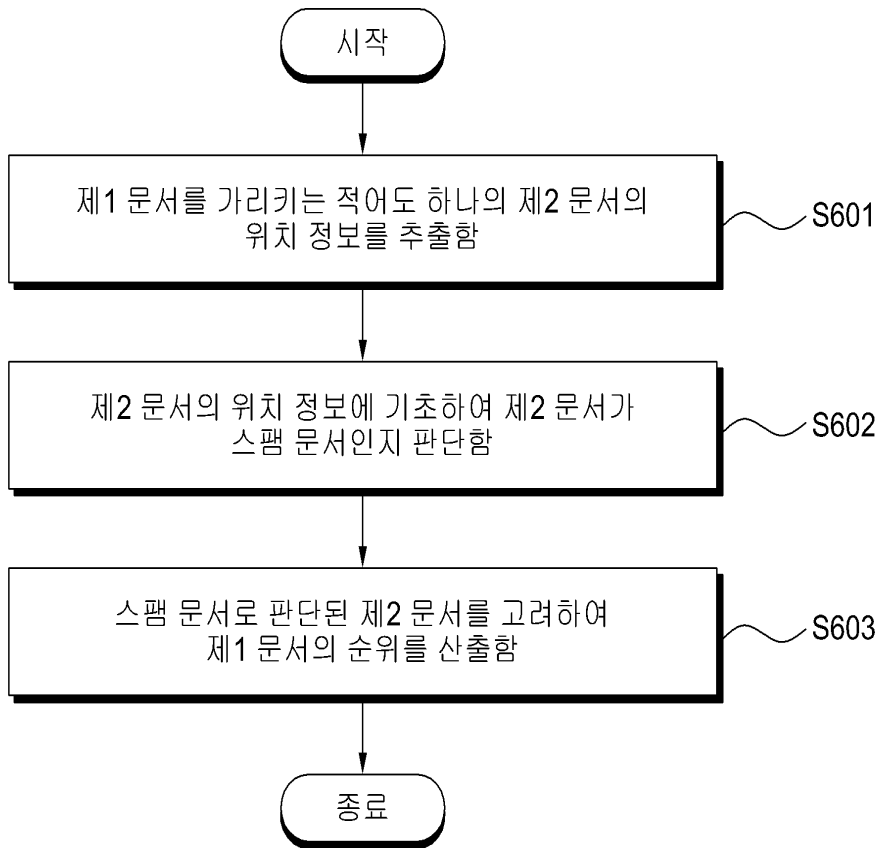 시작
제1 문서를 가리키는 적어도 하나의 제2 문서의
위치 정보를 추출함
S601
제2 문서의 위치 정보에 기초하여 제2 문서가
스팸 문서인지 판단함
S602
스팸 문서로 판단된 제2 문서를 고려하여
제1 문서의 순위를 산출함
S603
종료